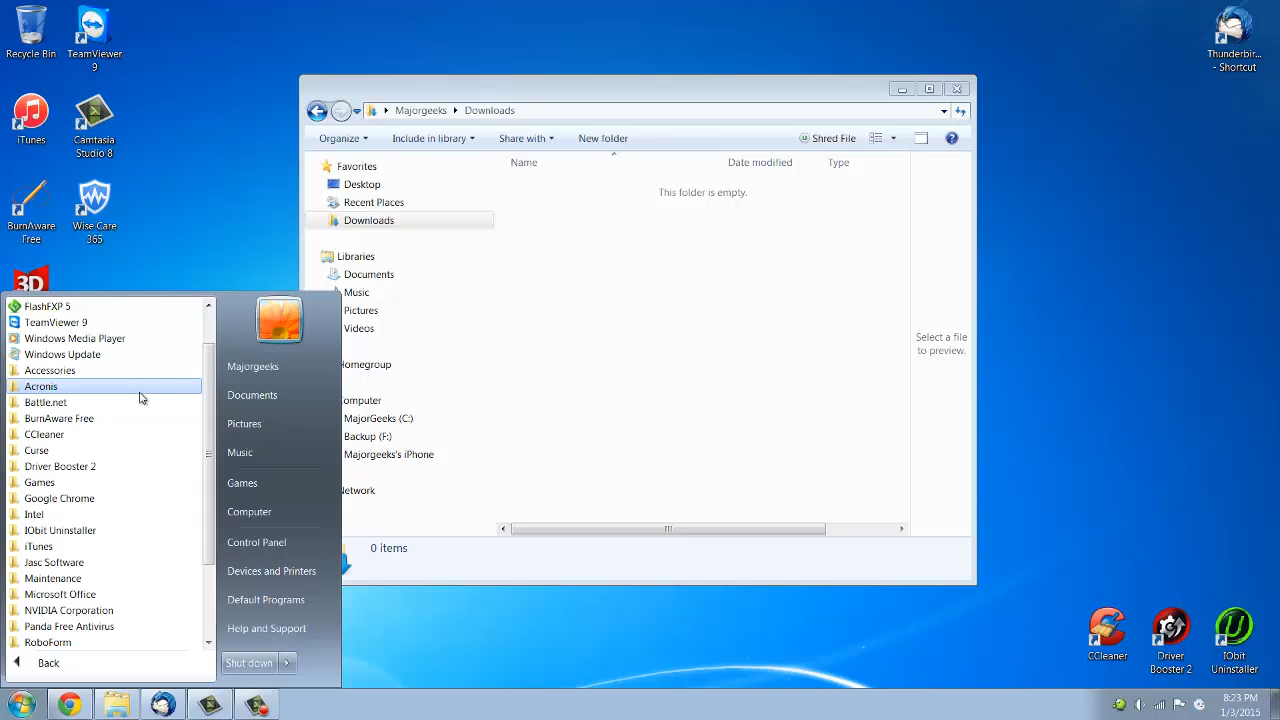 Recycle Bin
TeamViewer
9
iTunes
Camtasia
Studio 8
BurnAware
Free
Wise Care
365
3D
Thunderbir...
- Shortcut
Majorgeeks
Downloads
Organize
Include in library
Share with
New folder
Shred File
Favorites
Desktop
Recent Places
Downloads
Libraries
Documents
Music
Pictures
Videos
Homegroup
Computer
MajorGeeks (C:)
Backup (F:)
Majorgeeks's iPhone
Network
Name
Date modified
Type
This folder is empty.
Select a file
to preview.
0 items
FlashFXP 5
TeamViewer 9
Windows Media Player
Windows Update
Accessories
Acronis
Battle.net
BurnAware Free
CCleaner
Curse
Driver Booster 2
Games
Google Chrome
Intel
IObit Uninstaller
iTunes
Jasc Software
Maintenance
Microsoft Office
NVIDIA Corporation
Panda Free Antivirus
RoboForm
Back
Majorgeeks
Documents
Pictures
Music
Games
Computer
Control Panel
Devices and Printers
Default Programs
Help and Support
Shut down
CCleaner
Driver
Booster 2
IObit
Uninstaller
8:23 PM
1/3/2015